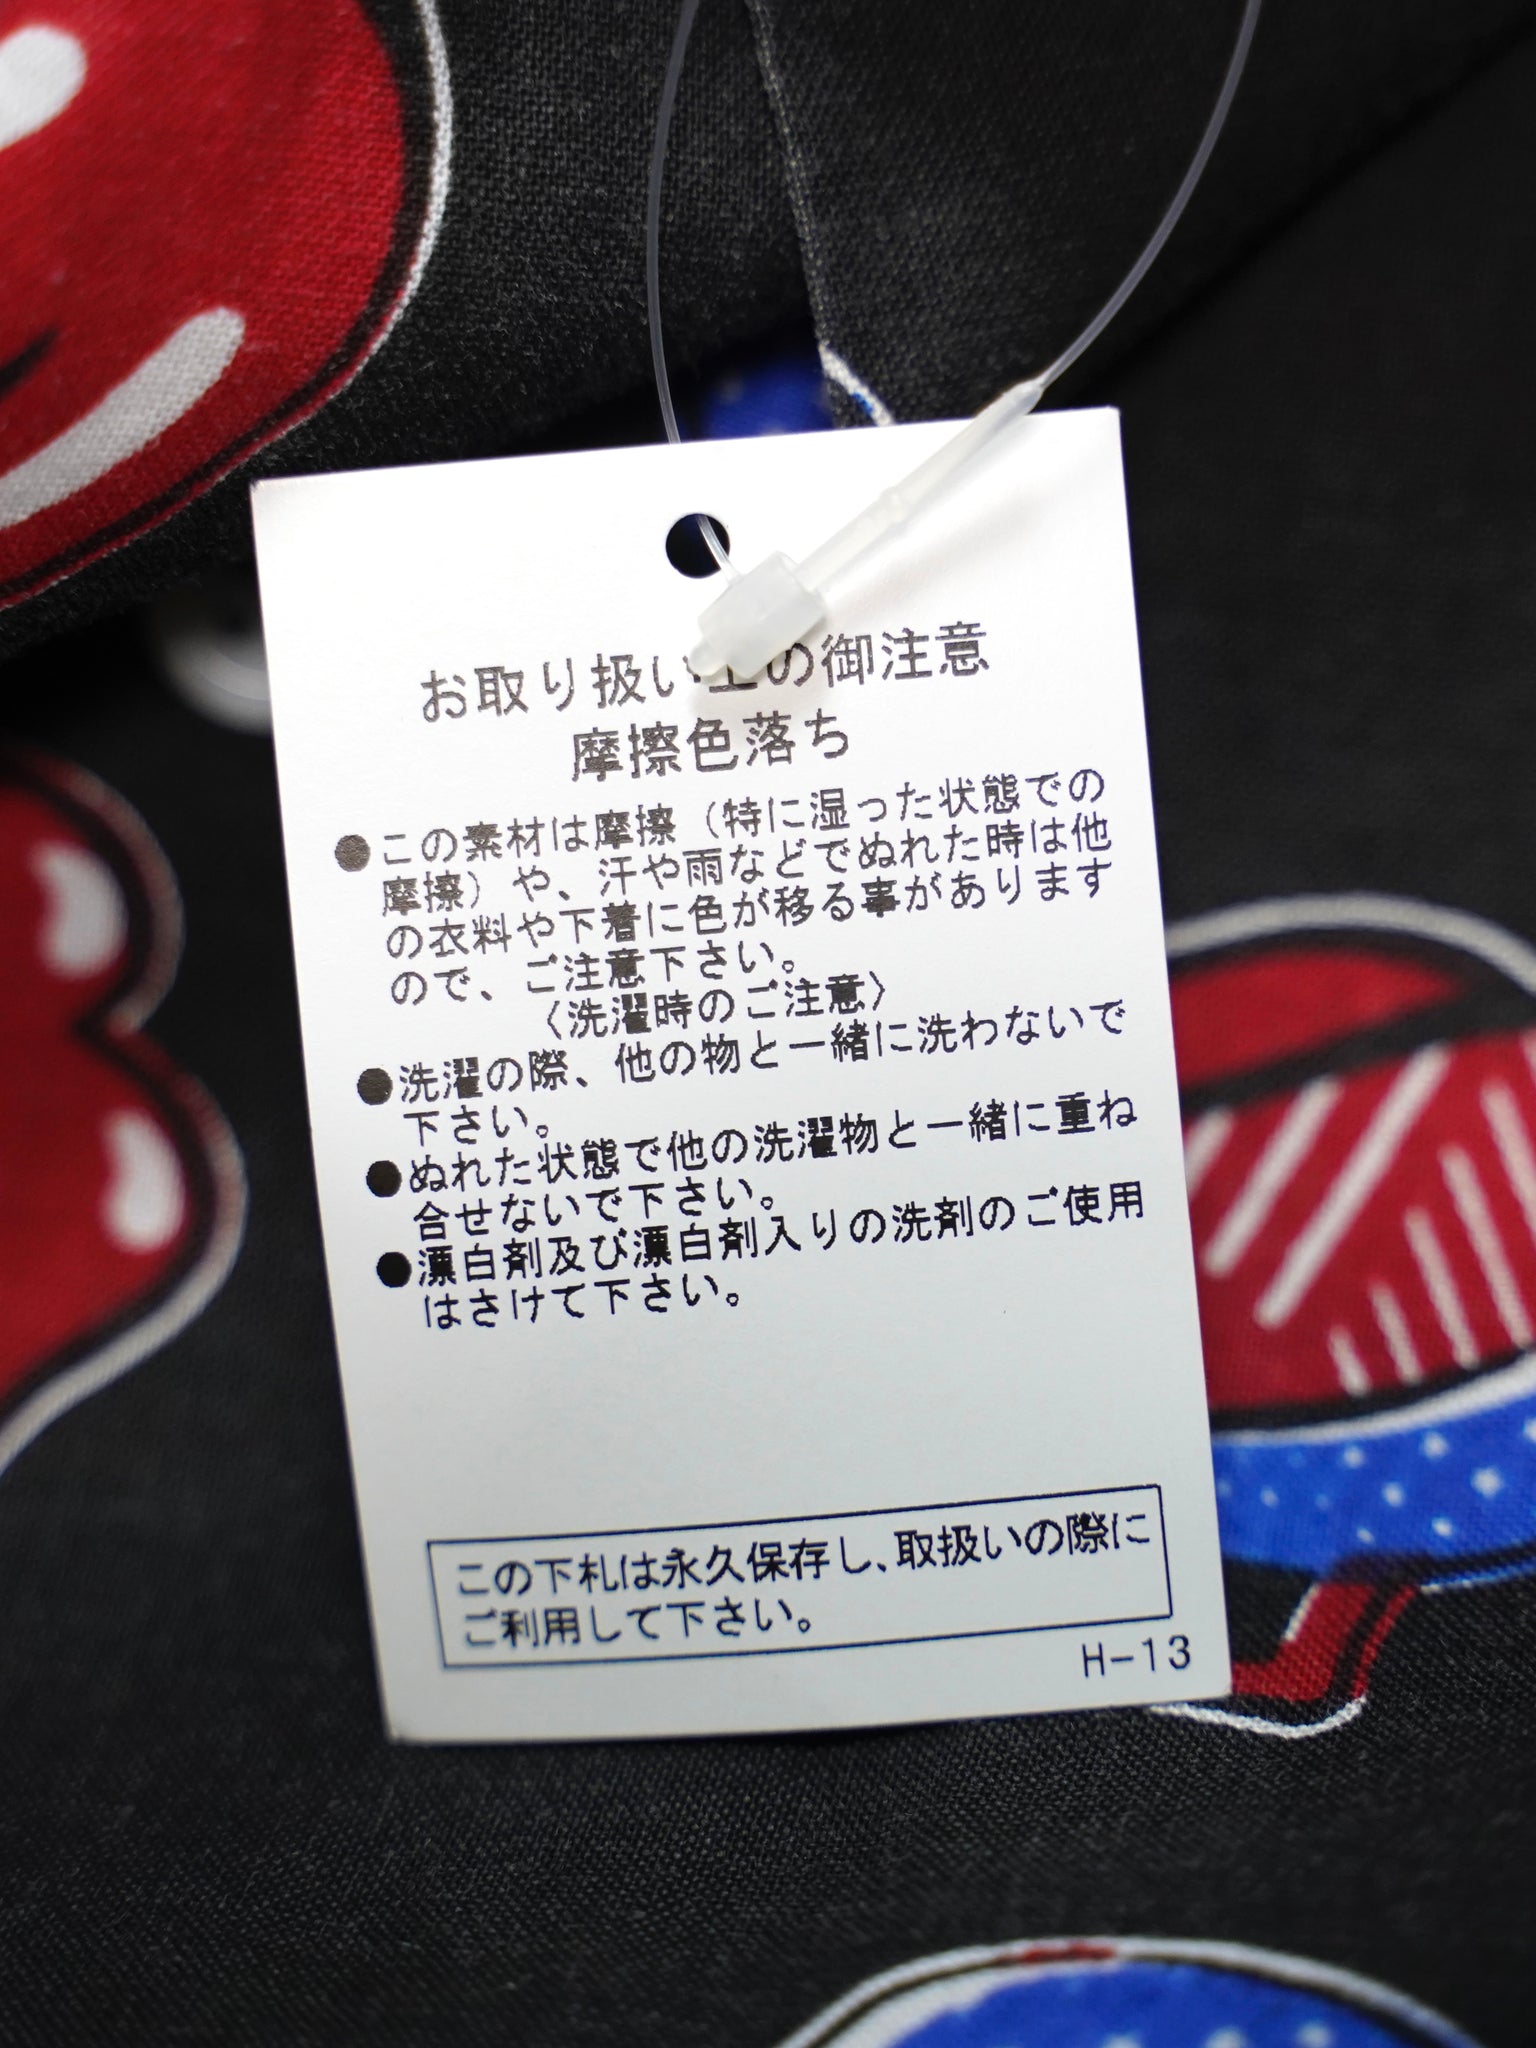 お取り扱い上の御注意
摩擦色落ち
●この素材は摩擦（特に湿った状態での
摩擦）や、汗や雨などでぬれた時は他
の衣料や下着に色が移る事があります
ので、ご注意下さい。
〈洗濯時のご注意〉
●洗濯の際、他の物と一緒に洗わないで
下さい。
●ぬれた状態で他の洗濯物と一緒に重ね
合せないで下さい。
●漂白剤及び漂白剤入りの洗剤のご使用
はさけて下さい。
この下札は永久保存し、取扱いの際に
ご利用して下さい。
H-13